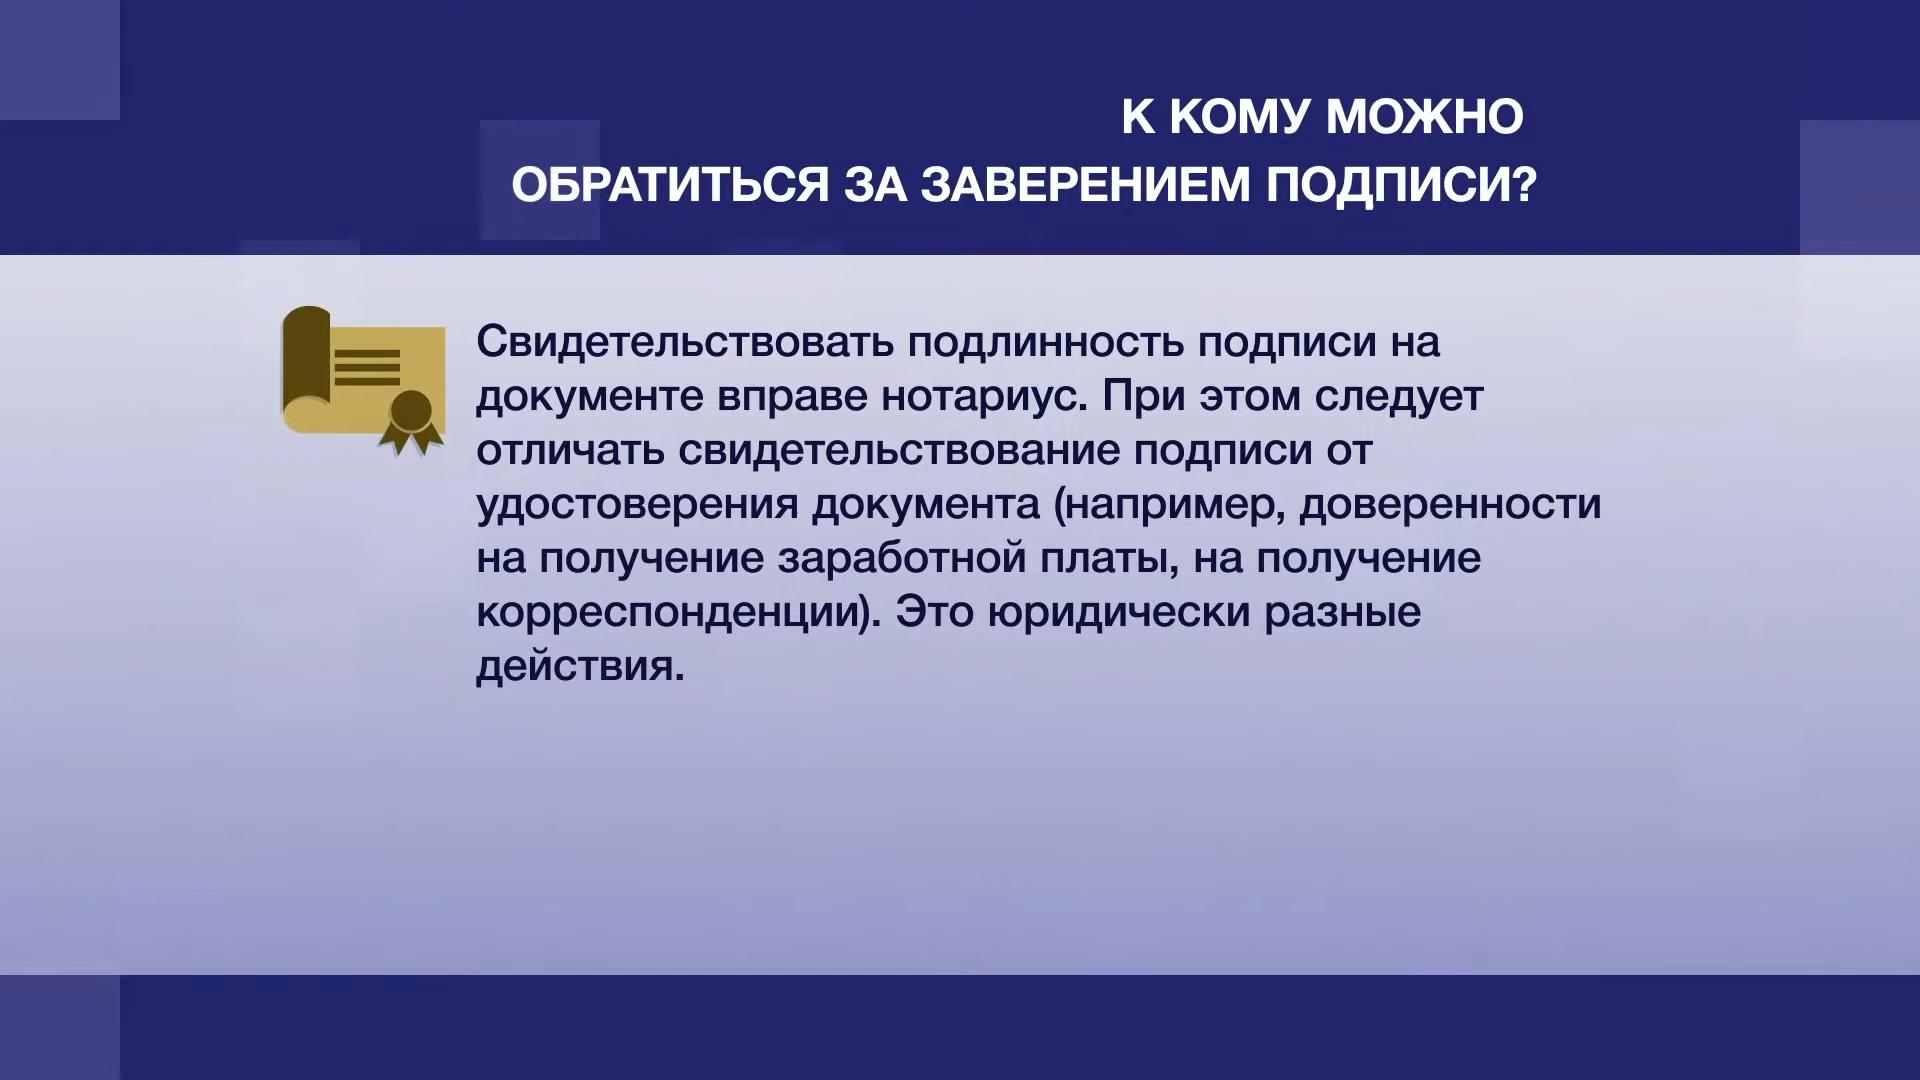 К КОМУ МОЖНО
ОБРАТИТЬСЯ ЗА ЗАВЕРЕНИЕМ ПОДПИСИ?
Свидетельствовать подлинность подписи на
документе вправе нотариус. При этом следует
отличать свидетельствование подписи от
удостоверения документа (например, доверенности
на получение заработной платы, на получение
корреспонденции). Это юридически разные
действия.